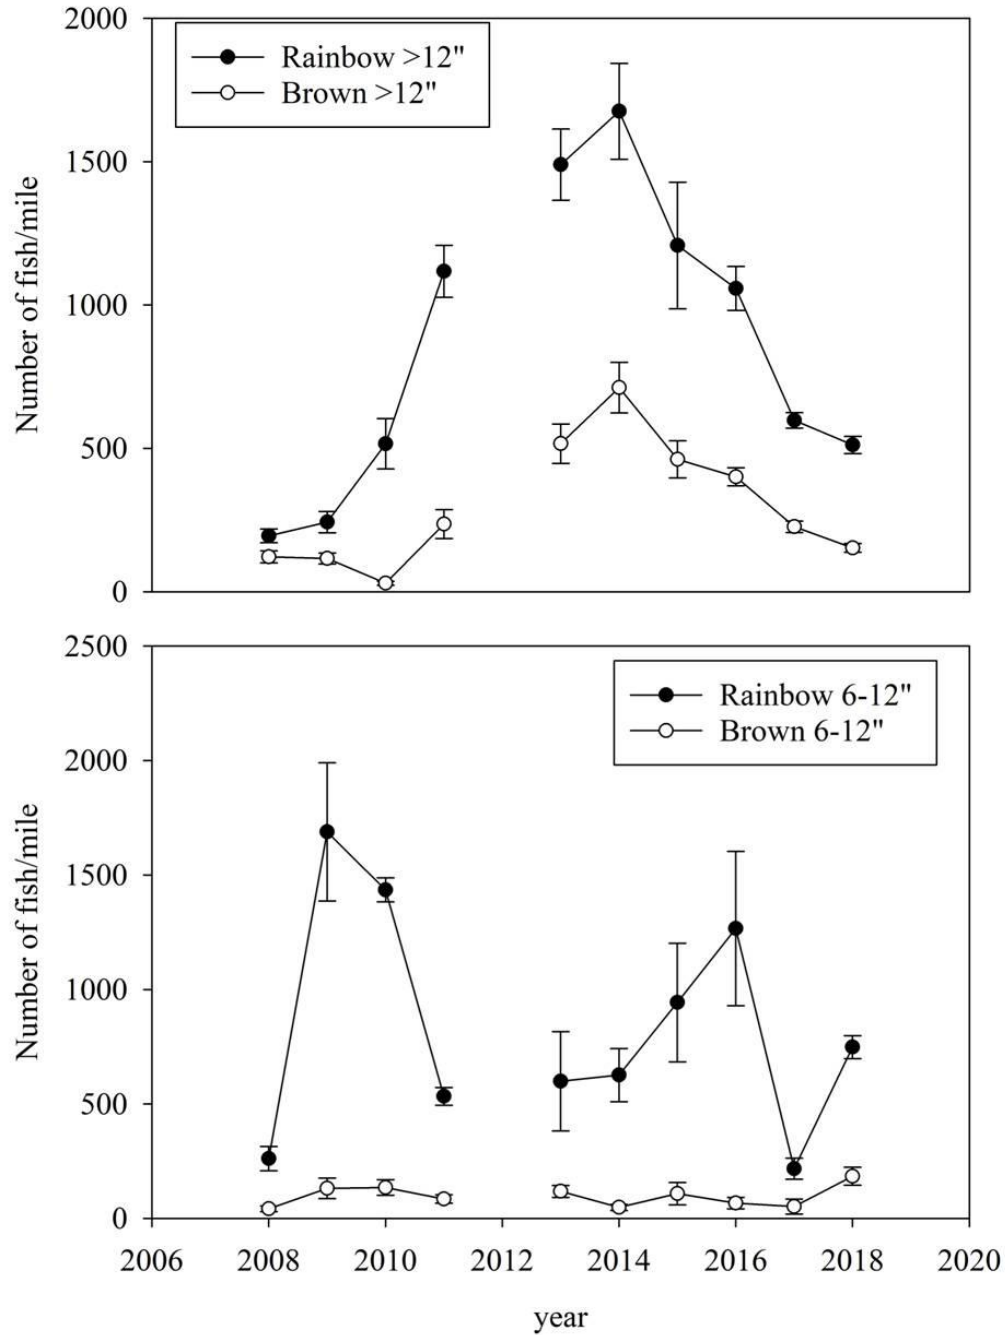 2000
Rainbow >12"
Brown >12"
1500
Number of fish/mile
1000
500
0
2500
Rainbow 6-12"
Brown 6-12"
2000
1500
Number of fish/mile
1000
500
0
2006 2008 2010 2012 2014 2016 2018 2020
year